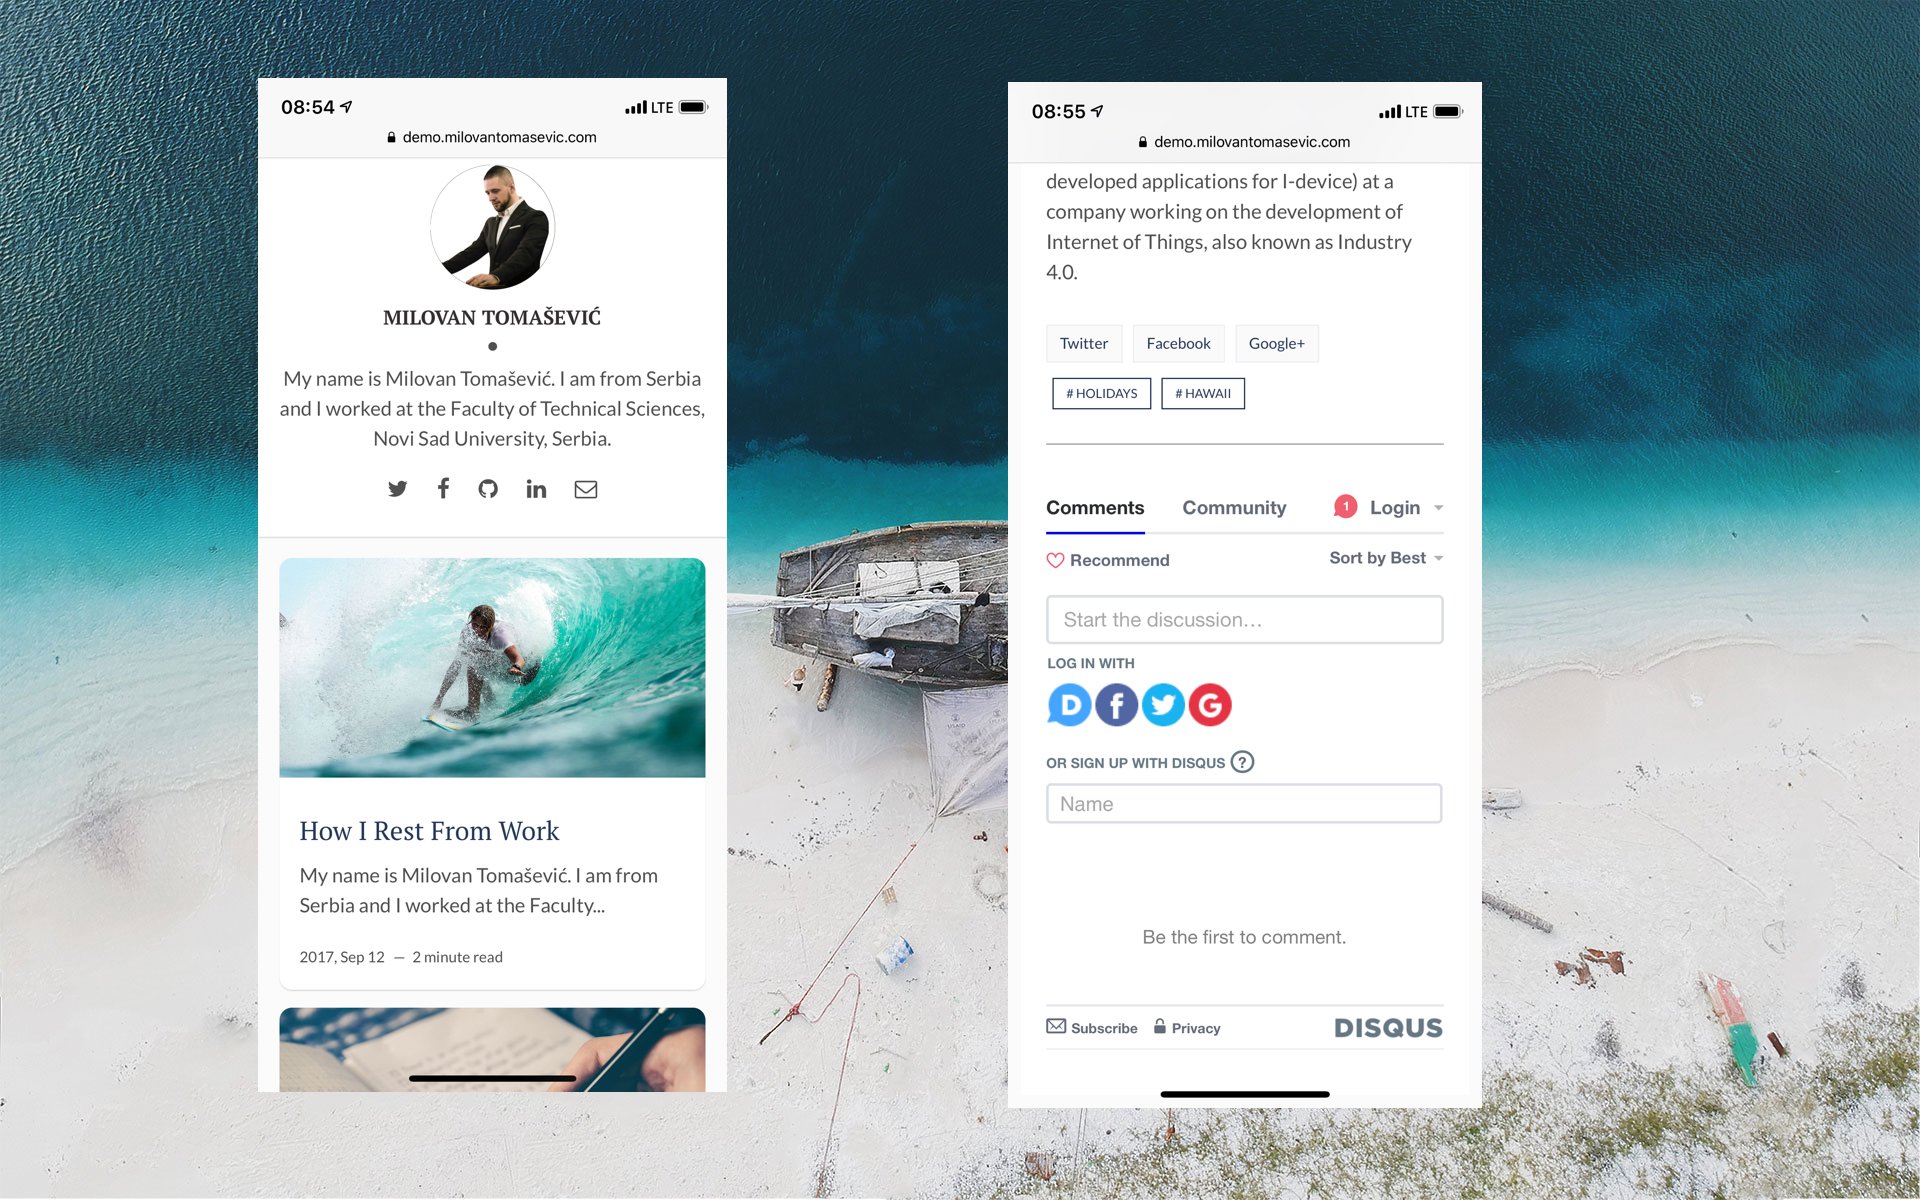 08:54
LTE
demo.milovantomasevic.com
MILOVAN TOMAŠEVIĆ
My name is Milovan Tomašević. I am from Serbia
and I worked at the Faculty of Technical Sciences,
Novi Sad University, Serbia.
How I Rest From Work
My name is Milovan Tomašević. I am from
Serbia and I worked at the Faculty...
2017, Sep 12 — 2 minute read
08:55
LTE
demo.milovantomasevic.com
developed applications for I-device) at a
company working on the development of
Internet of Things, also known as Industry
4.0.
Twitter Facebook Google+
# HOLIDAYS # HAWAII
Comments Community 1 Login
Recommend Sort by Best
Start the discussion...
LOG IN WITH
D f G
OR SIGN UP WITH DISQUS ?
Name
Be the first to comment.
Subscribe Privacy DISQUS